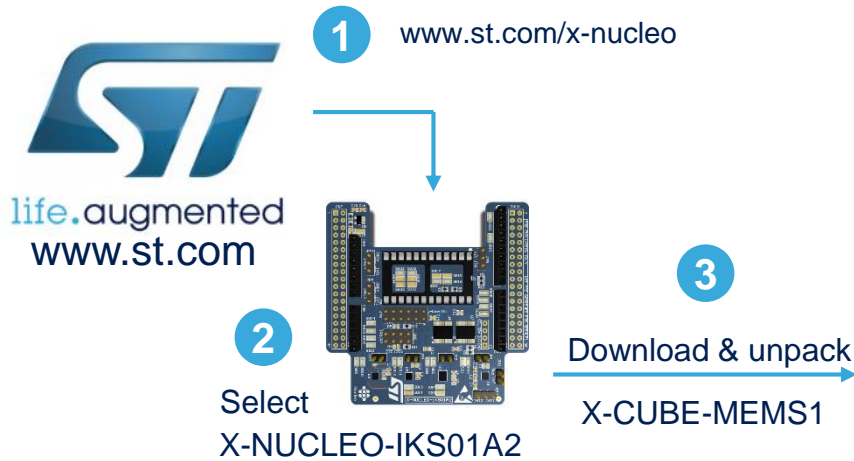 1
www.st.com/x-nucleo
ST
life.augmented
www.st.com
2
Select
X-NUCLEO-IKS01A2
3
Download & unpack
X-CUBE-MEMS1